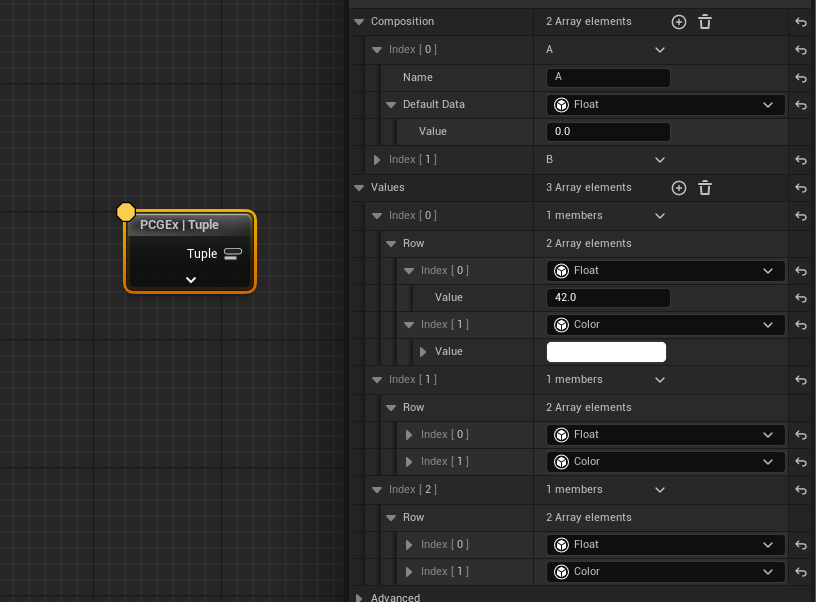 Composition 2 Array elements
Index [ 0 ] A
Name A
Default Data Float
Value 0.0
Index [ 1 ] B
Values 3 Array elements
Index [ 0 ] 1 members
PCGEx | Tuple
Row 2 Array elements
Tuple
Index [ 0 ] Float
Value 42.0
Index [ 1 ] Color
Value
Index [ 1 ] 1 members
Row 2 Array elements
Index [ 0 ] Float
Index [ 1 ] Color
Index [ 2 ] 1 members
Row 2 Array elements
Index [ 0 ] Float
Index [ 1 ] Color
Advanced